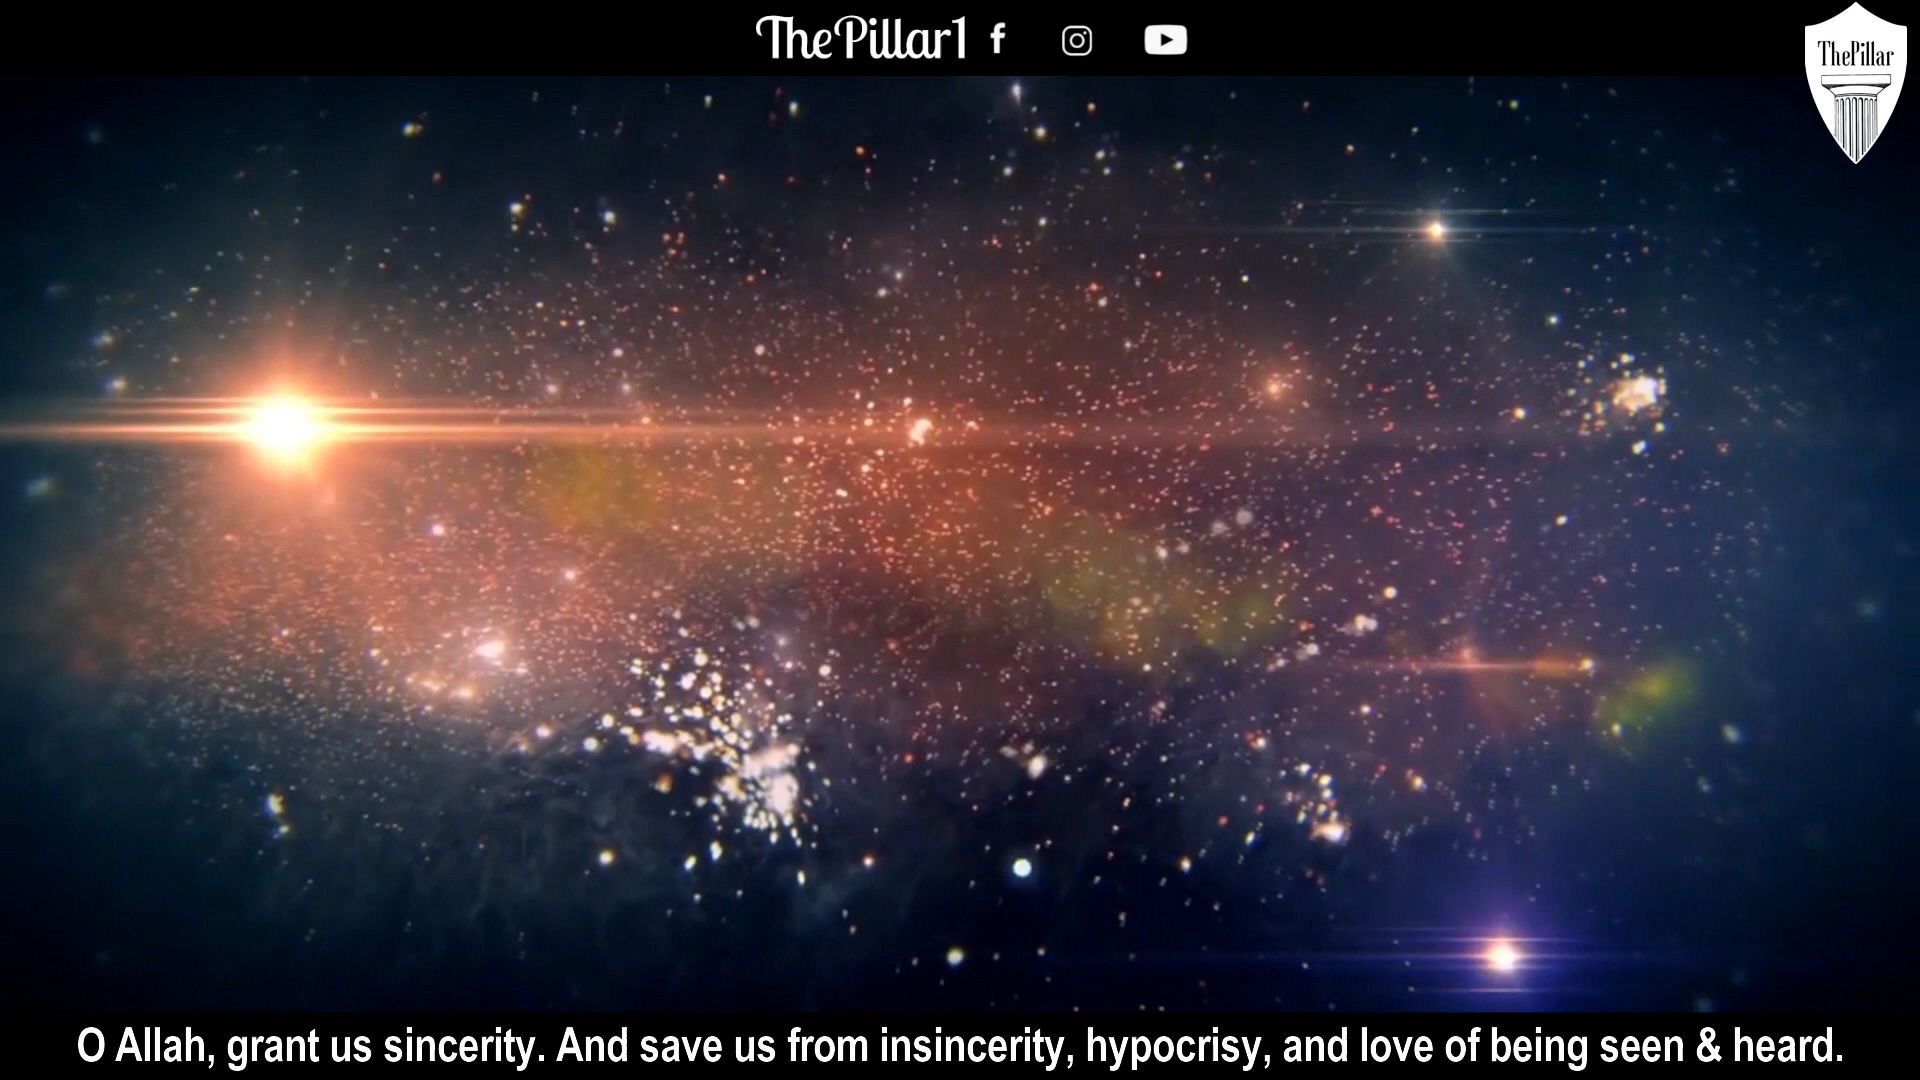 ThePillar1
ThePillar
O Allah, grant us sincerity. And save us from insincerity, hypocrisy, and love of being seen & heard.